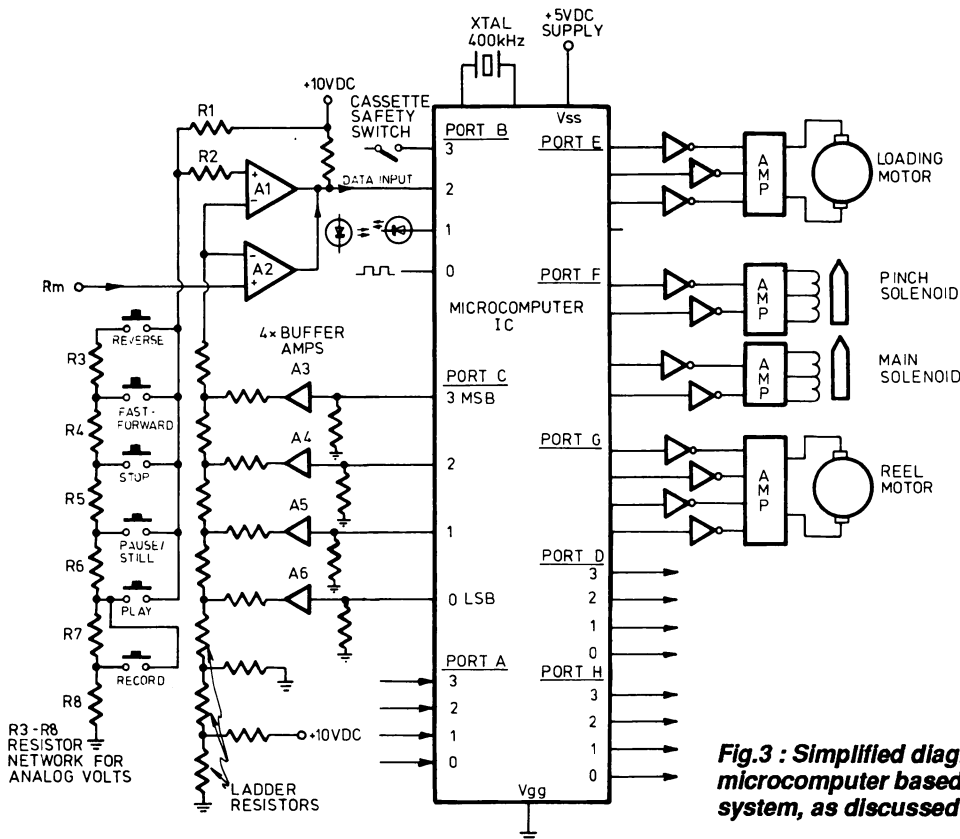 XTAL
400kHz
+5VDC
SUPPLY
+10VDC
CASSETTE
SAFETY
SWITCH
R1
R2
A1
A2
DATA INPUT
Rm
PORT B
3
2
1
0
Vss
MICROCOMPUTER
IC
PORT E
PORT F
PORT G
AMP
LOADING
MOTOR
AMP
PINCH
SOLENOID
AMP
MAIN
SOLENOID
AMP
REEL
MOTOR
REVERSE
R3
FAST-
FORWARD
R4
STOP
R5
PAUSE/
STILL
R6
PLAY
R7
RECORD
R8
R3-R8
RESISTOR
NETWORK FOR
ANALOG VOLTS
4x BUFFER
AMPS
A3
A4
A5
A6
PORT C
3 MSB
2
1
0 LSB
PORT A
3
2
1
0
+10VDC
LADDER
RESISTORS
PORT D
3
2
1
0
PORT H
3
2
1
0
Vgg
Fig.3 : Simplified diag
microcomputer based
system, as discussed